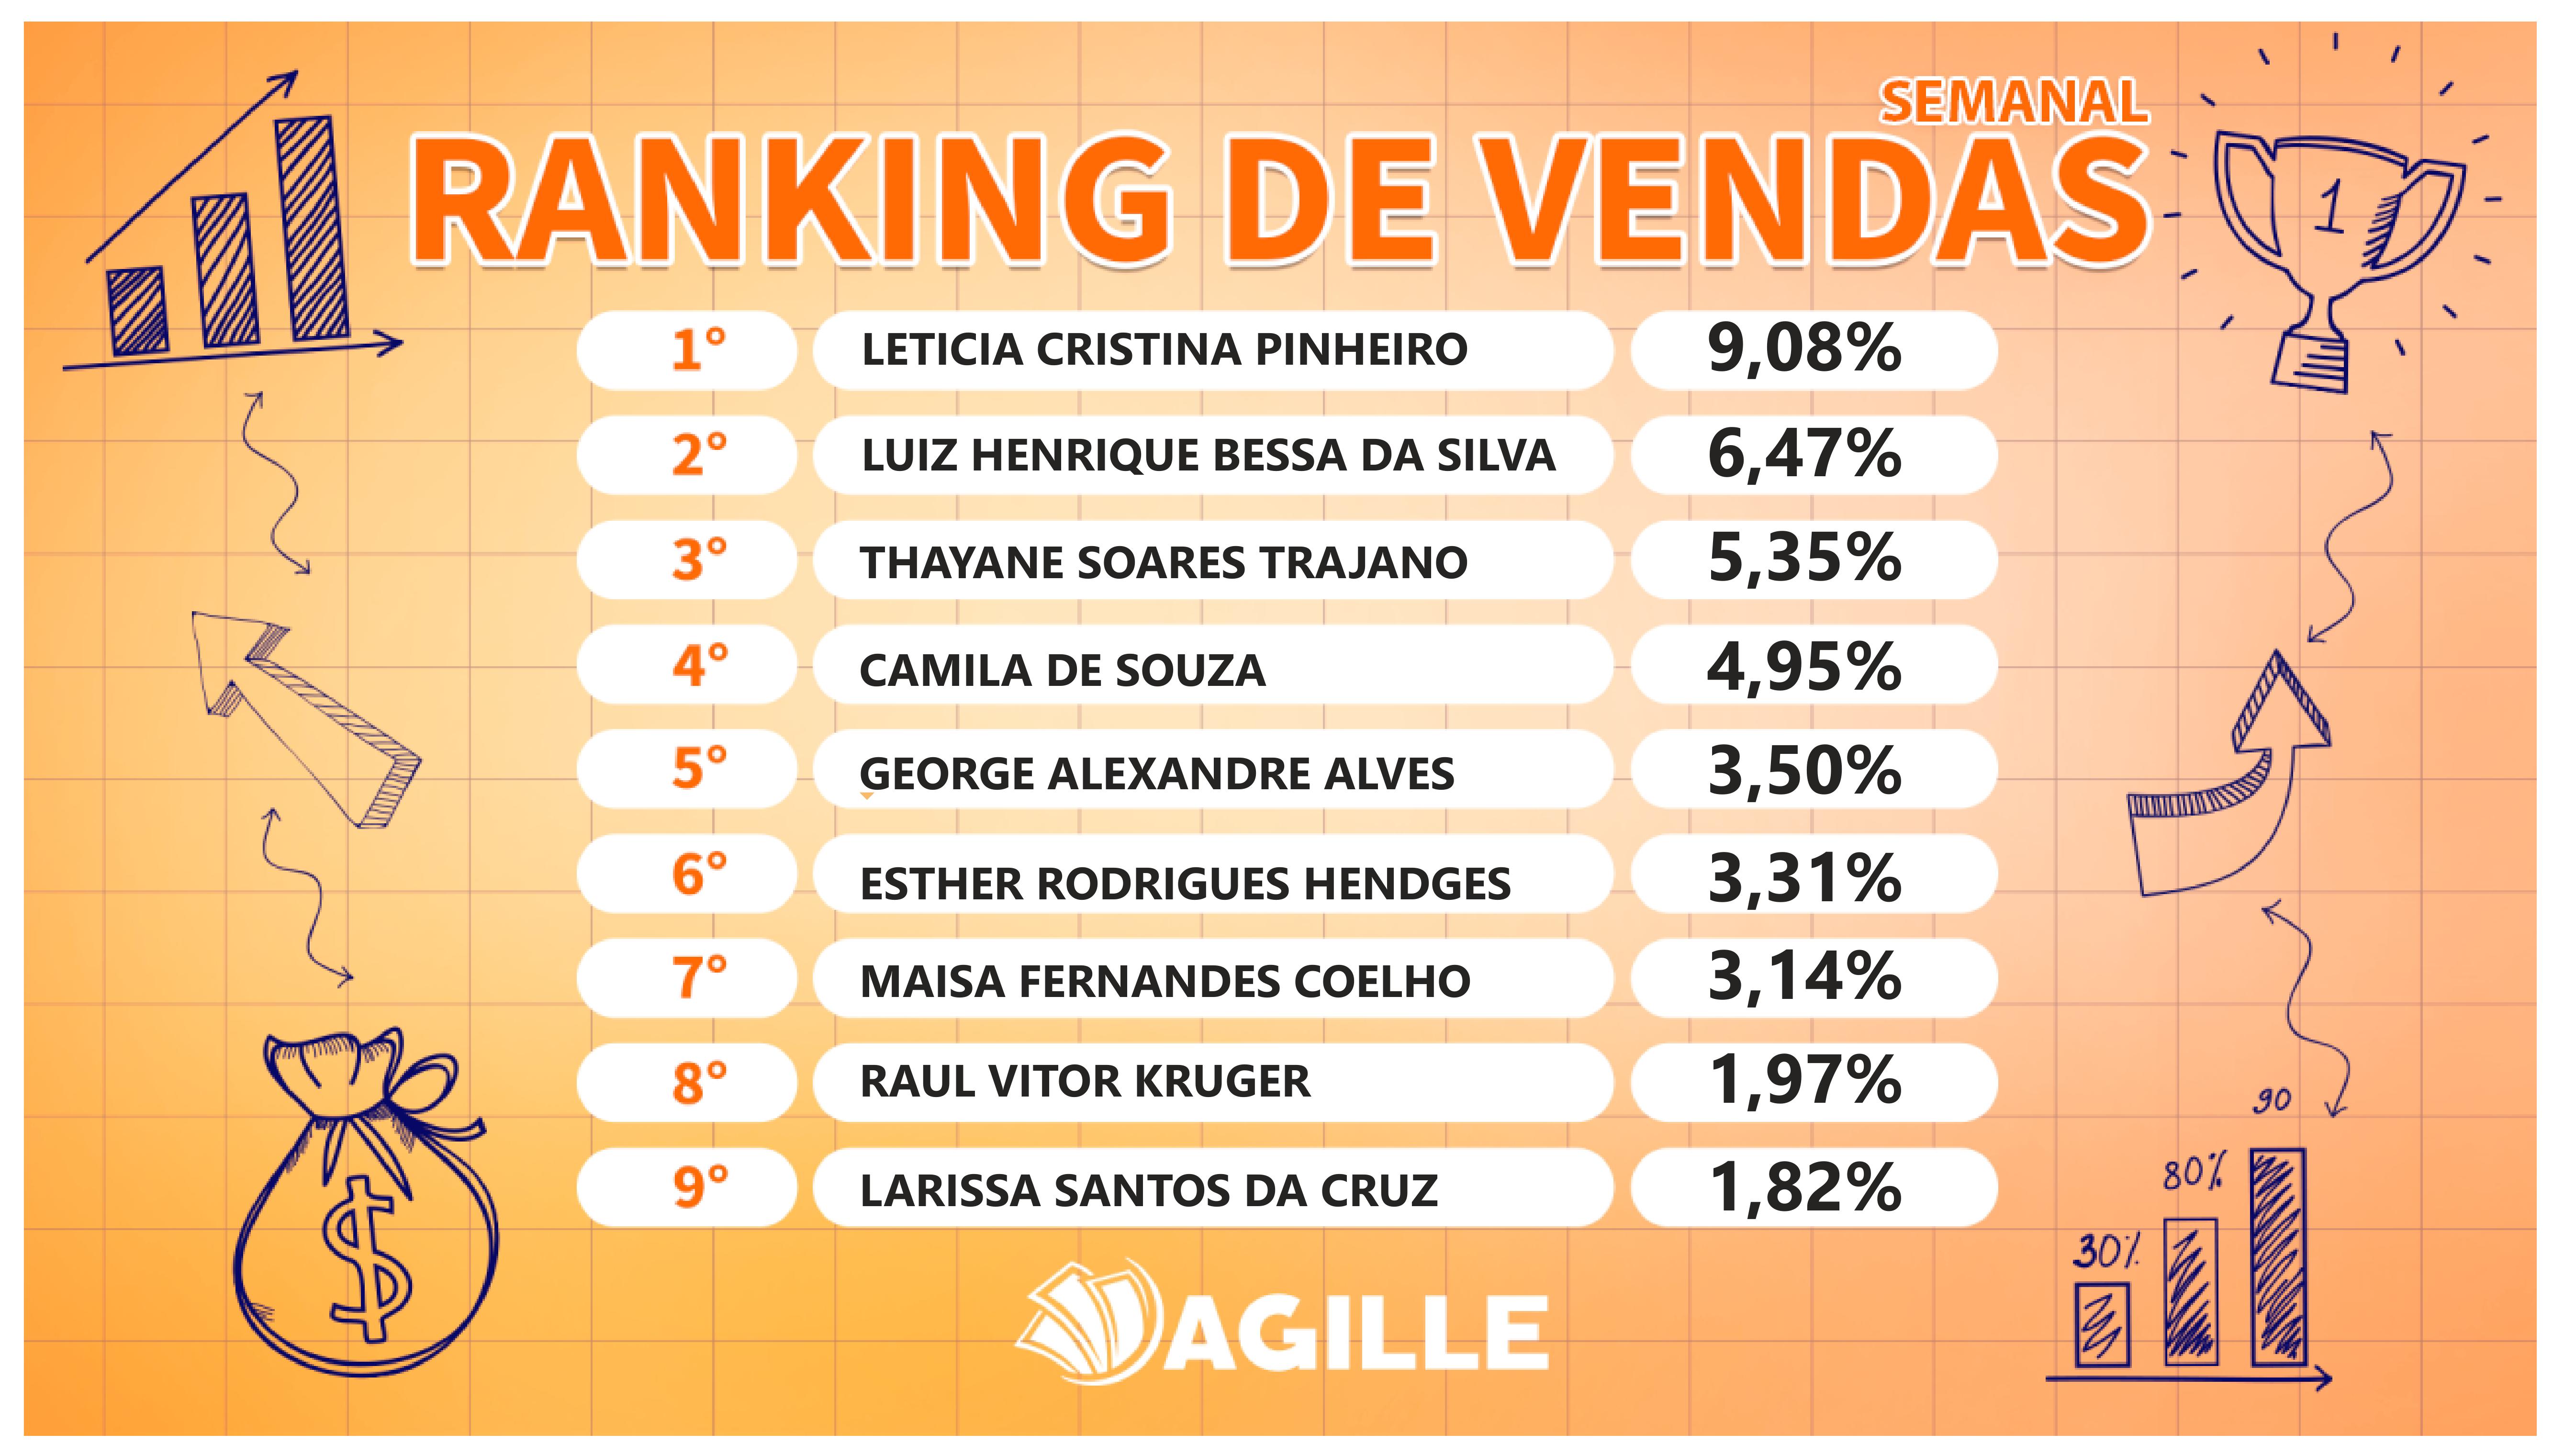 SEMANAL
RANKING DE VENDAS
1
1° LETICIA CRISTINA PINHEIRO 9,08%
2° LUIZ HENRIQUE BESSA DA SILVA 6,47%
3° THAYANE SOARES TRAJANO 5,35%
4° CAMILA DE SOUZA 4,95%
5° GEORGE ALEXANDRE ALVES 3,50%
6° ESTHER RODRIGUES HENDGES 3,31%
7° MAISA FERNANDES COELHO 3,14%
8° RAUL VITOR KRUGER 1,97%
9° LARISSA SANTOS DA CRUZ 1,82%
$
90
80%
30%
AGILLE